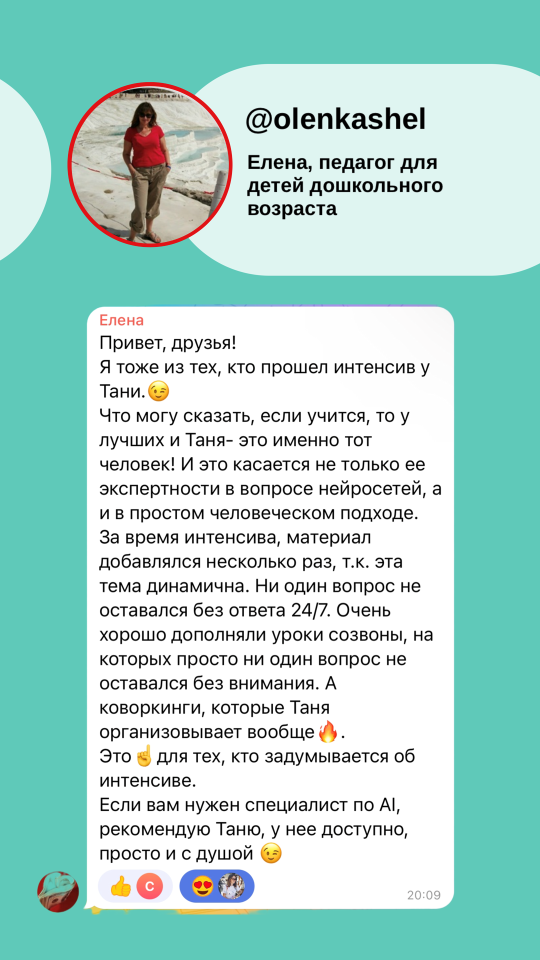 @olenkashel
Елена, педагог для
детей дошкольного
возраста
Елена
Привет, друзья!
Я тоже из тех, кто прошел интенсив у
Тани.😉
Что могу сказать, если учится, то у
лучших и Таня- это именно тот
человек! И это касается не только ее
экспертности в вопросе нейросетей, а
и в простом человеческом подходе.
За время интенсива, материал
добавлялся несколько раз, т.к. эта
тема динамична. Ни один вопрос не
оставался без ответа 24/7. Очень
хорошо дополняли уроки созвоны, на
которых просто ни один вопрос не
оставался без внимания. А
коворкинги, которые Таня
организовывает вообще🔥.
Это☝️для тех, кто задумывается об
интенсиве.
Если вам нужен специалист по AI,
рекомендую Таню, у нее доступно,
просто и с душой 😉
С
20:09